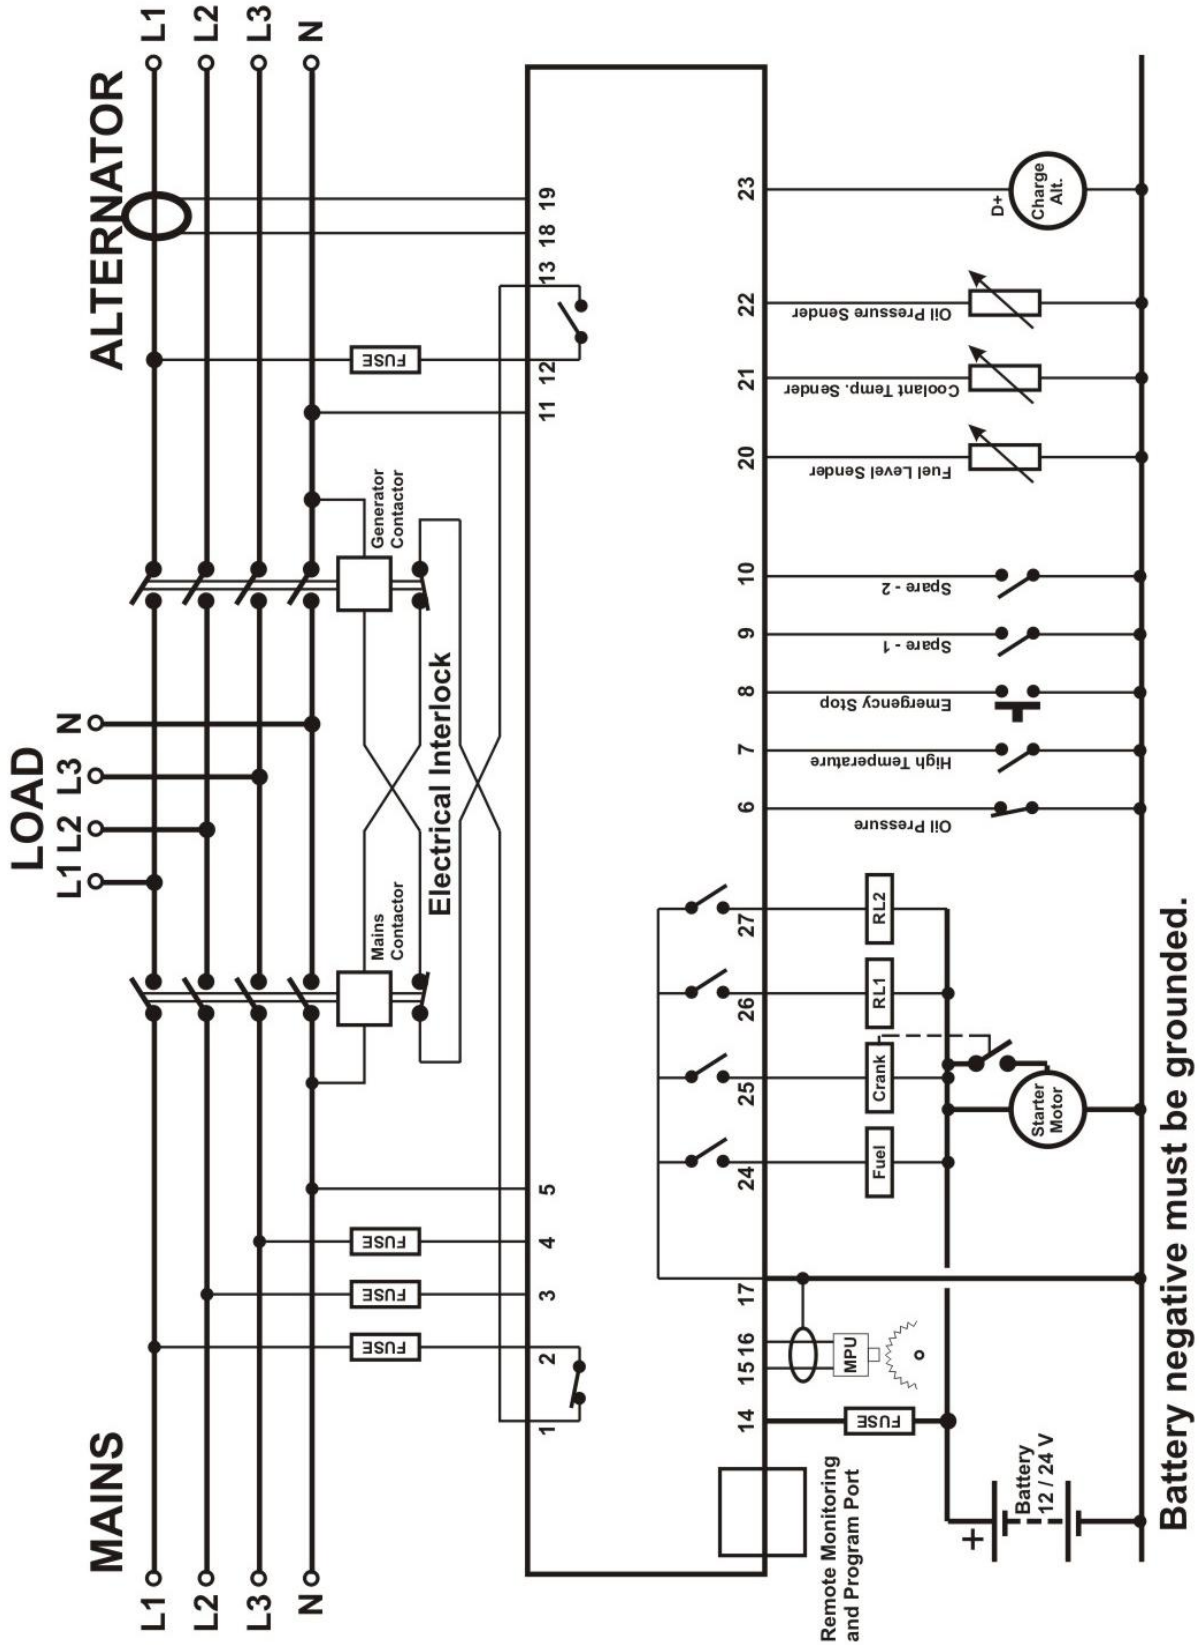 MAINS
LOAD
ALTERNATOR
L1
L2
L3
N
L1 L2 L3 N
L1
L2
L3
N
Mains
Contactor
Generator
Contactor
Electrical Interlock
FUSE
FUSE
FUSE
FUSE
1 2 3 4 5 11 12 13 18 19
Remote Monitoring
and Program Port
14 15 16 17 24 25 26 27 6 7 8 9 10 20 21 22 23
FUSE
MPU
Fuel
Crank
RL1
RL2
Oil Pressure
High Temperature
Emergency Stop
Spare - 1
Spare - 2
Fuel Level Sender
Coolant Temp. Sender
Oil Pressure Sender
D+
Charge
Alt.
Starter
Motor
+
Battery
12 / 24 V
Battery negative must be grounded.